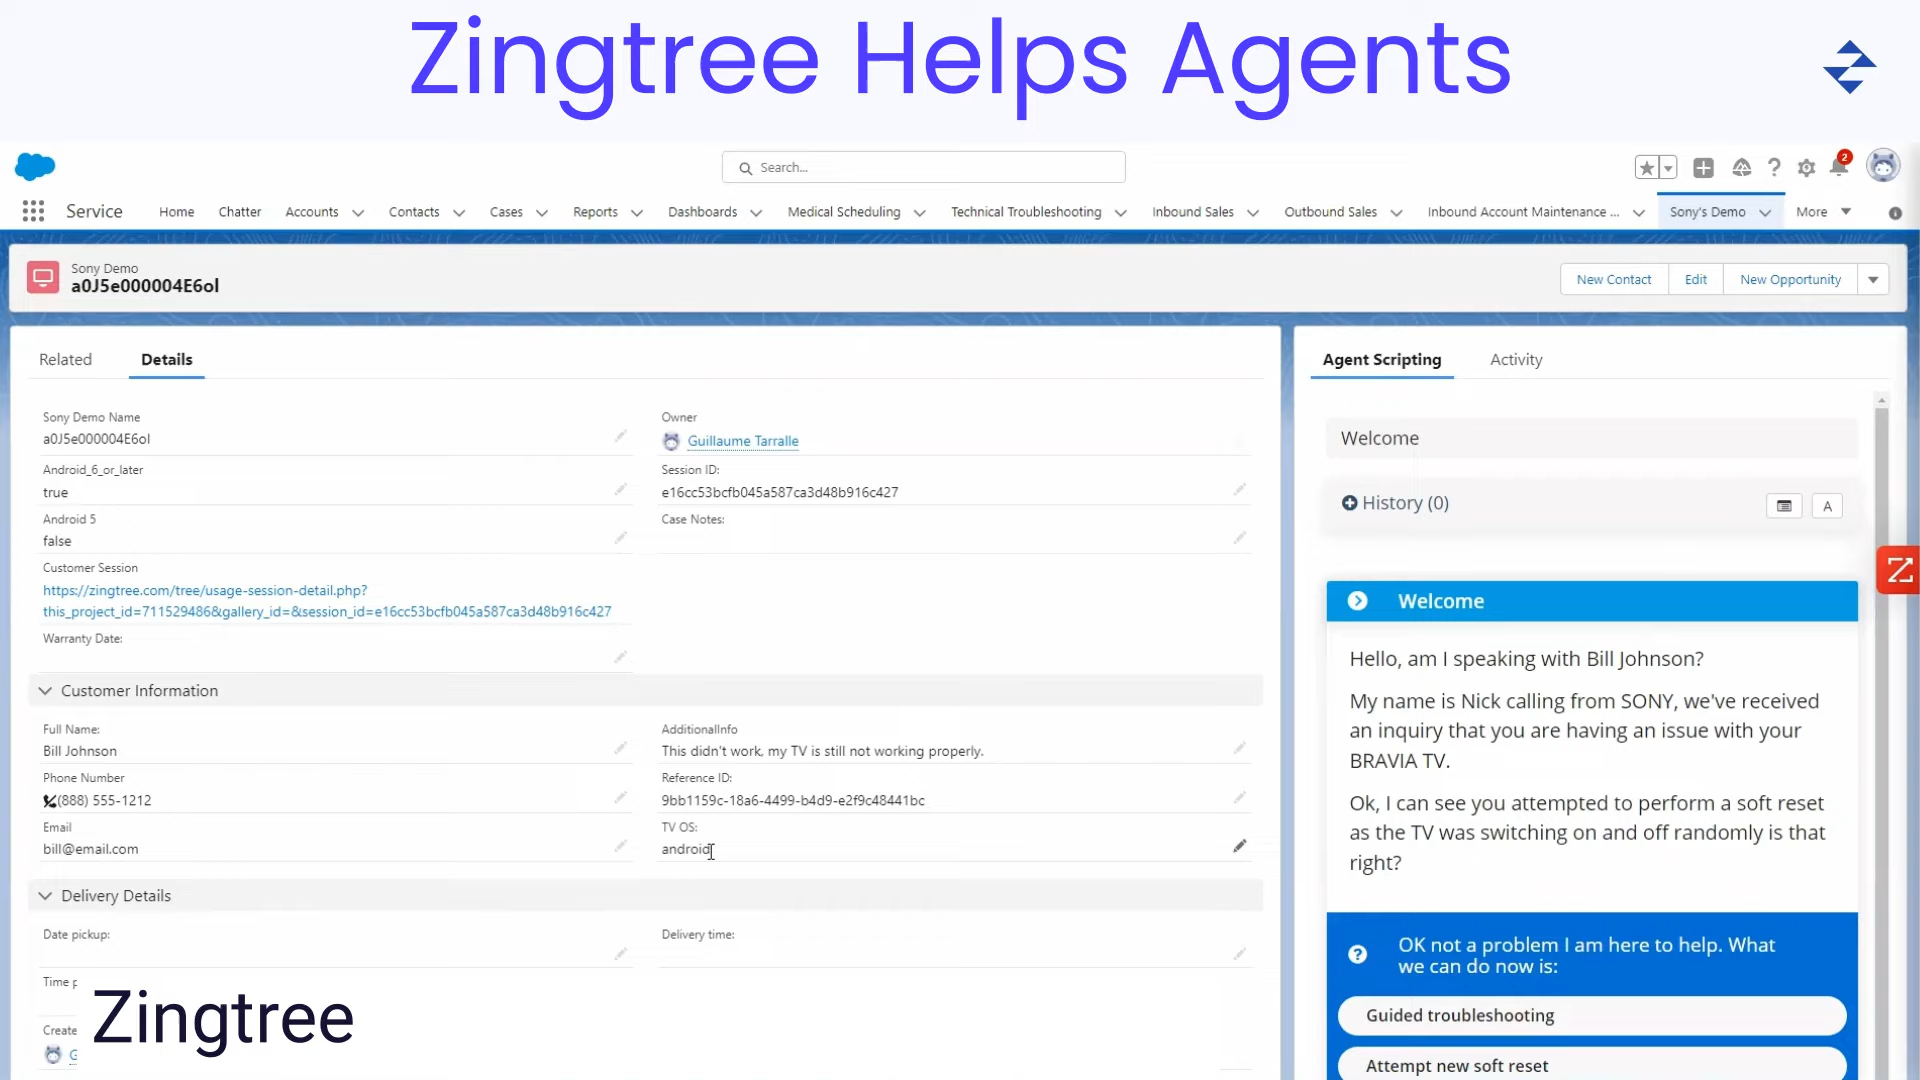 Zingtree Helps Agents
Search...
2
Service
Home
Chatter
Accounts
Contacts
Cases
Reports
Dashboards
Medical Scheduling
Technical Troubleshooting
Inbound Sales
Outbound Sales
Inbound Account Maintenance ...
Sony's Demo
More
Sony Demo
a0J5e000004E6ol
New Contact
Edit
New Opportunity
Related
Details
Sony Demo Name
a0J5e000004E6ol
Android_6_or_later
true
Android 5
false
Customer Session
https://zingtree.com/tree/usage-session-detail.php?
this_project_id=711529486&gallery_id=&session_id=e16cc53bcfb045a587ca3d48b916c427
Warranty Date:
Owner
Guillaume Tarralle
Session ID:
e16cc53bcfb045a587ca3d48b916c427
Case Notes:
Customer Information
Full Name:
Bill Johnson
Phone Number
(888) 555-1212
Email
bill@email.com
AdditionalInfo
This didn't work, my TV is still not working properly.
Reference ID:
9bb1159c-18a6-4499-b4d9-e2f9c48441bc
TV OS:
android
Delivery Details
Date pickup:
Delivery time:
Time p
Create
G
Zingtree
Agent Scripting
Activity
Welcome
History (0)
A
Welcome
Hello, am I speaking with Bill Johnson?
My name is Nick calling from SONY, we've received
an inquiry that you are having an issue with your
BRAVIA TV.
Ok, I can see you attempted to perform a soft reset
as the TV was switching on and off randomly is that
right?
OK not a problem I am here to help. What
we can do now is:
Guided troubleshooting
Attempt new soft reset